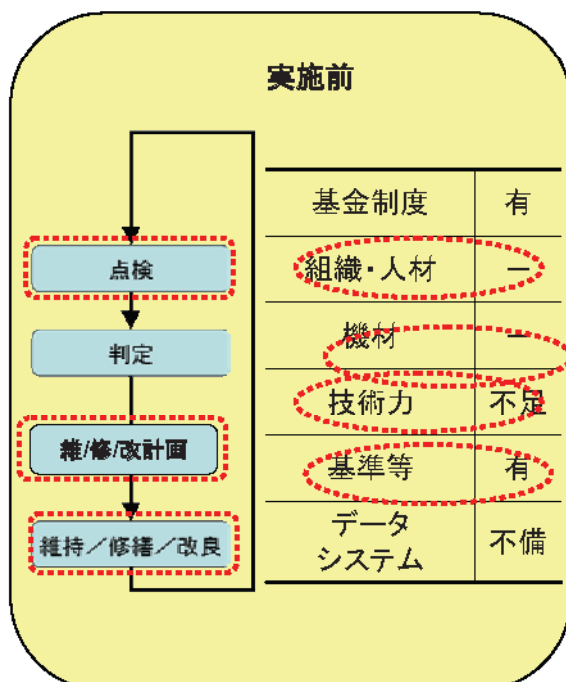 実施前
点検
判定
維/修/改計画
維持／修繕／改良
基金制度 有
組織・人材 －
機材 －
技術力 不足
基準等 有
データ
システム 不備